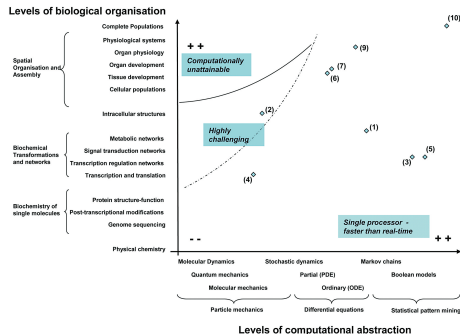 Levels of biological organisation
Complete Populations
(10)
Physiological systems
Spatial
Organisation and
Assembly
Organ physiology
+ +
(9)
Organ development
Computationally
unattainable
(7)
Tissue development
(6)
Cellular populations
Intracellular structures
(2)
Highly
challenging
(1)
Biochemical
Transformations
and networks
Metabolic networks
Signal transduction networks
(5)
Transcription regulation networks
(3)
Transcription and translation
(4)
Biochemistry
of single molecules
Protein structure-function
Post-transcriptional modifications
Genome sequencing
Single processor -
faster than real-time
- -
+ +
Physical chemistry
Molecular Dynamics
Stochastic dynamics
Markov chains
Quantum mechanics
Partial (PDE)
Boolean models
Molecular mechanics
Ordinary (ODE)
Particle mechanics
Differential equations
Statistical pattern mining
Levels of computational abstraction